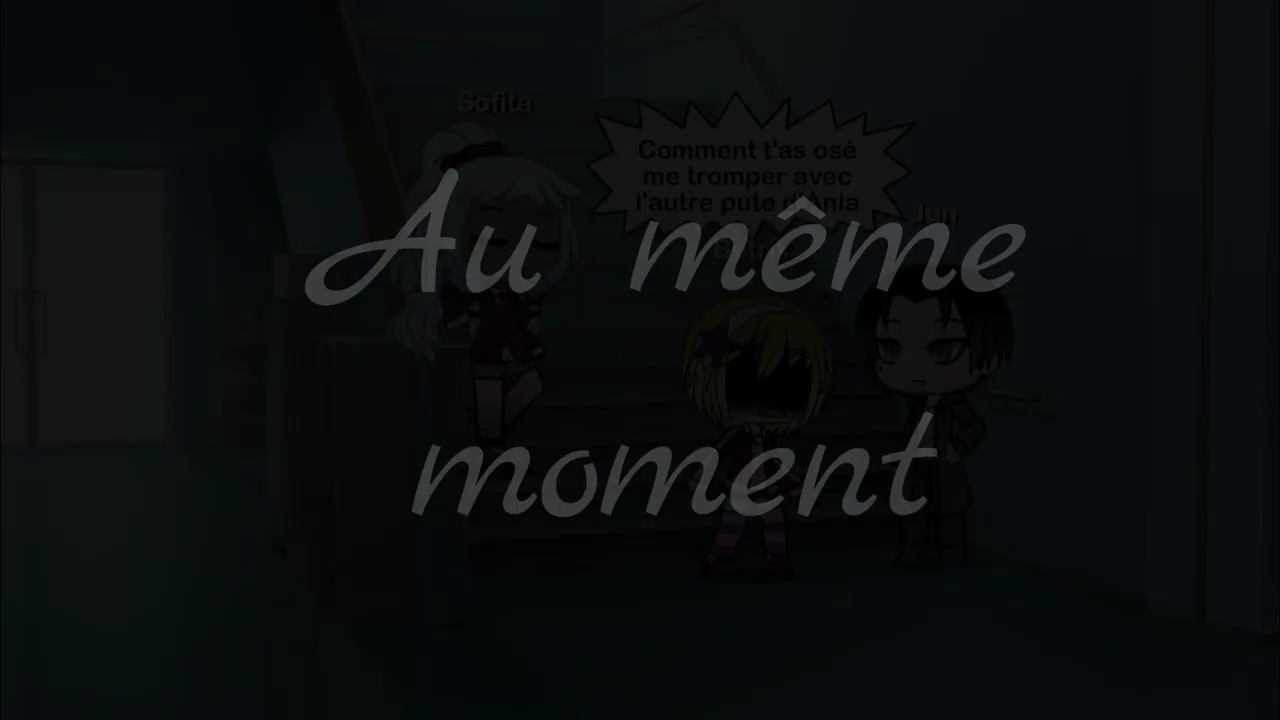 Sofita
Comment t'as osé
me tromper avec
l'autre pute d'Ania
Jun
Au même
moment